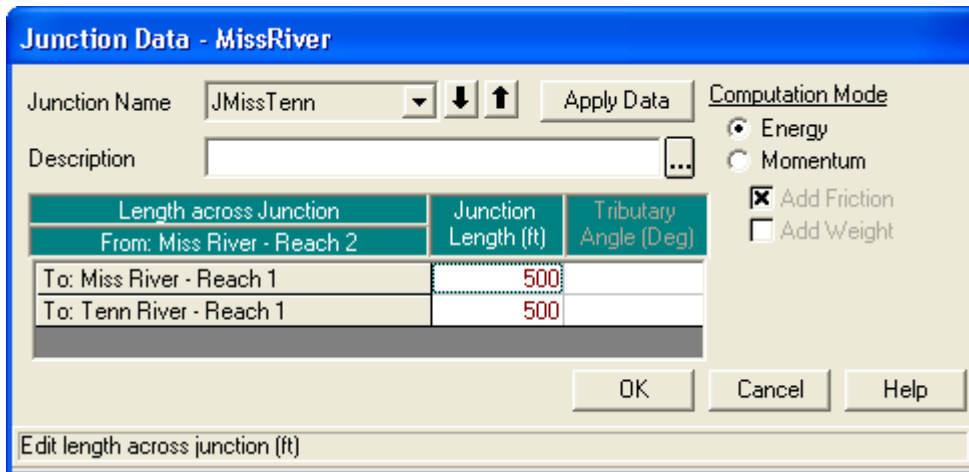 Junction Data - MissRiver
Junction Name JMissTenn Apply Data
Description ...
Computation Mode
Energy
Momentum
Add Friction
Add Weight
Length across Junction Junction Length (ft) Tributary Angle (Deg)
From: Miss River - Reach 2
To: Miss River - Reach 1 500
To: Tenn River - Reach 1 500
OK Cancel Help
Edit length across junction (ft)